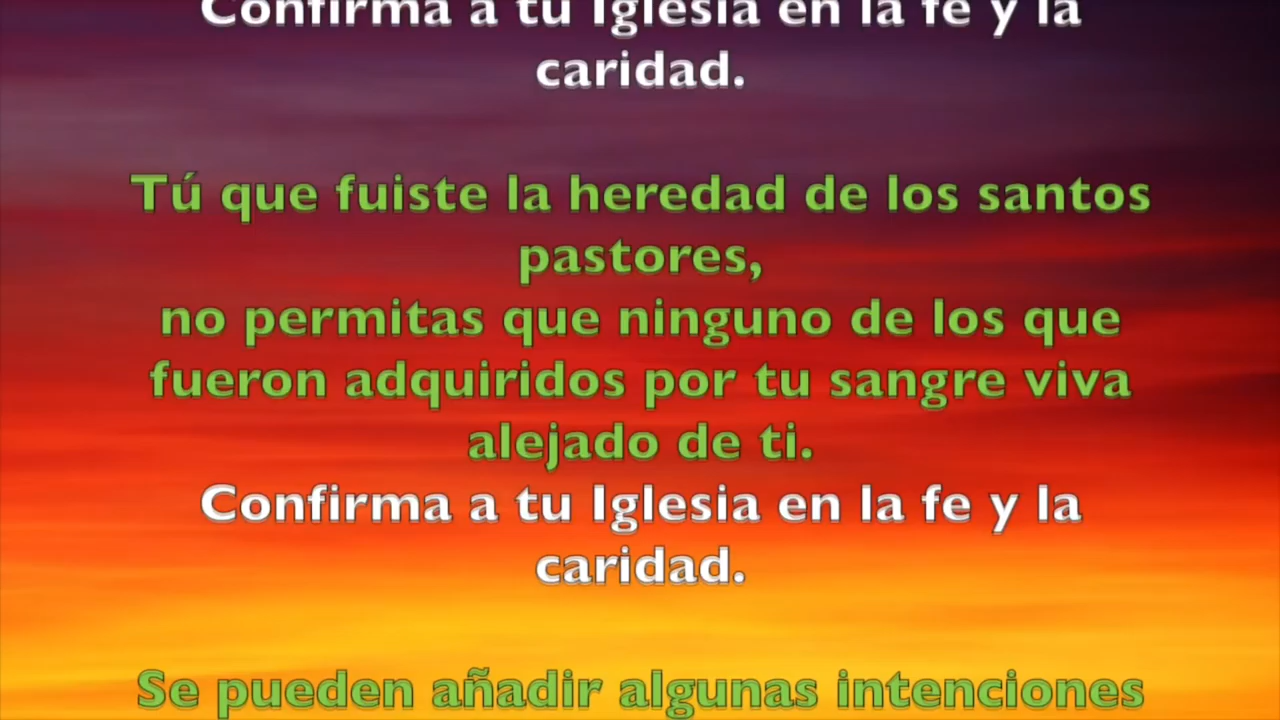 Confirma a tu Iglesia en la fe y la
caridad.
Tú que fuiste la heredad de los santos
pastores,
no permitas que ninguno de los que
fueron adquiridos por tu sangre viva
alejado de ti.
Confirma a tu Iglesia en la fe y la
caridad.
Se pueden añadir algunas intenciones